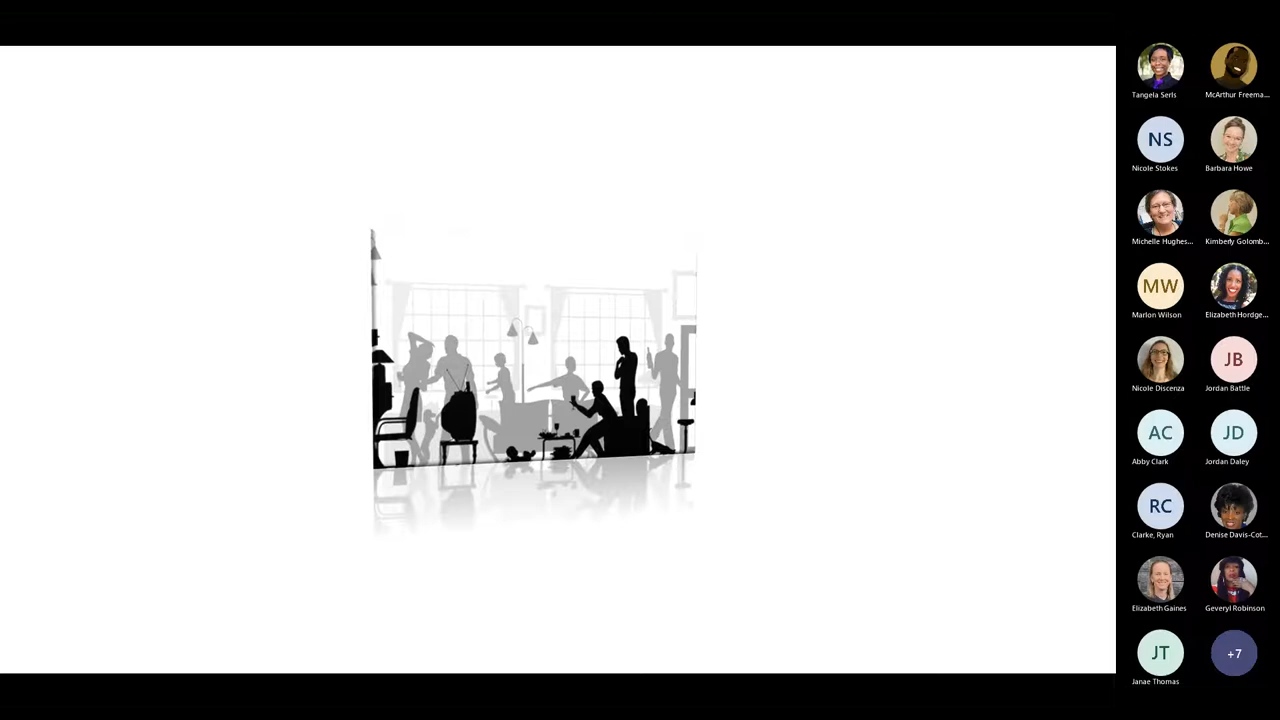 Tangela Serls
McArthur Freema...
NS
Nicole Stokes
Barbara Howe
Michelle Hughes...
Kimberly Golomb...
MW
Marlon Wilson
Elizabeth Hordge...
Nicole Discenza
JB
Jordan Battle
AC
Abby Clark
JD
Jordan Daley
RC
Clarke, Ryan
Denise Davis-Cot...
Elizabeth Gaines
Geveryl Robinson
JT
Janae Thomas
+7